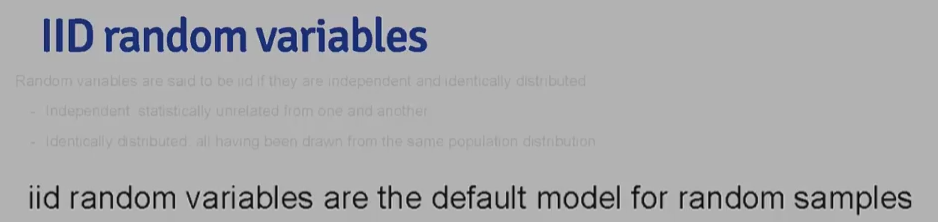 IID random variables
Random variables are said to be iid if they are independent and identically distributed
- Independent: statistically unrelated from one and another
- Identically distributed: all having been drawn from the same population distribution
iid random variables are the default model for random samples